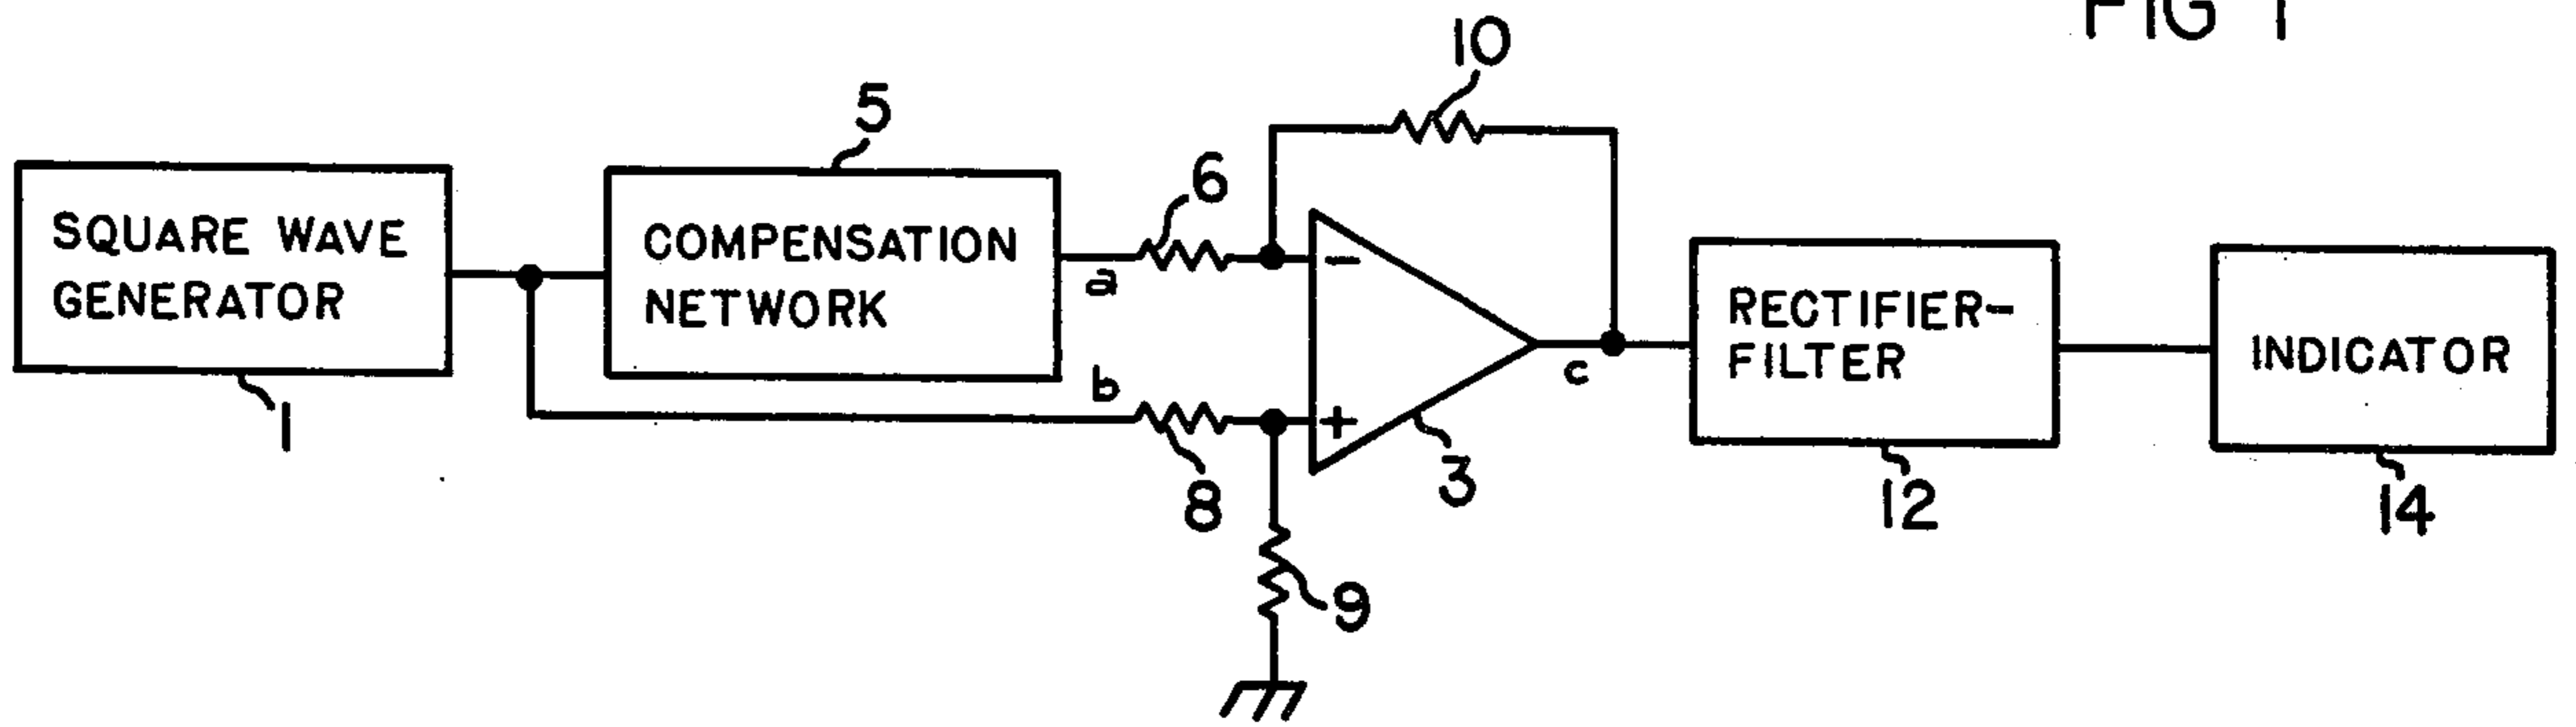 FIG 1
10
5
6
SQUARE WAVE
GENERATOR
COMPENSATION
NETWORK
a
b
-
+
c
RECTIFIER-
FILTER
INDICATOR
1
8
3
12
14
9